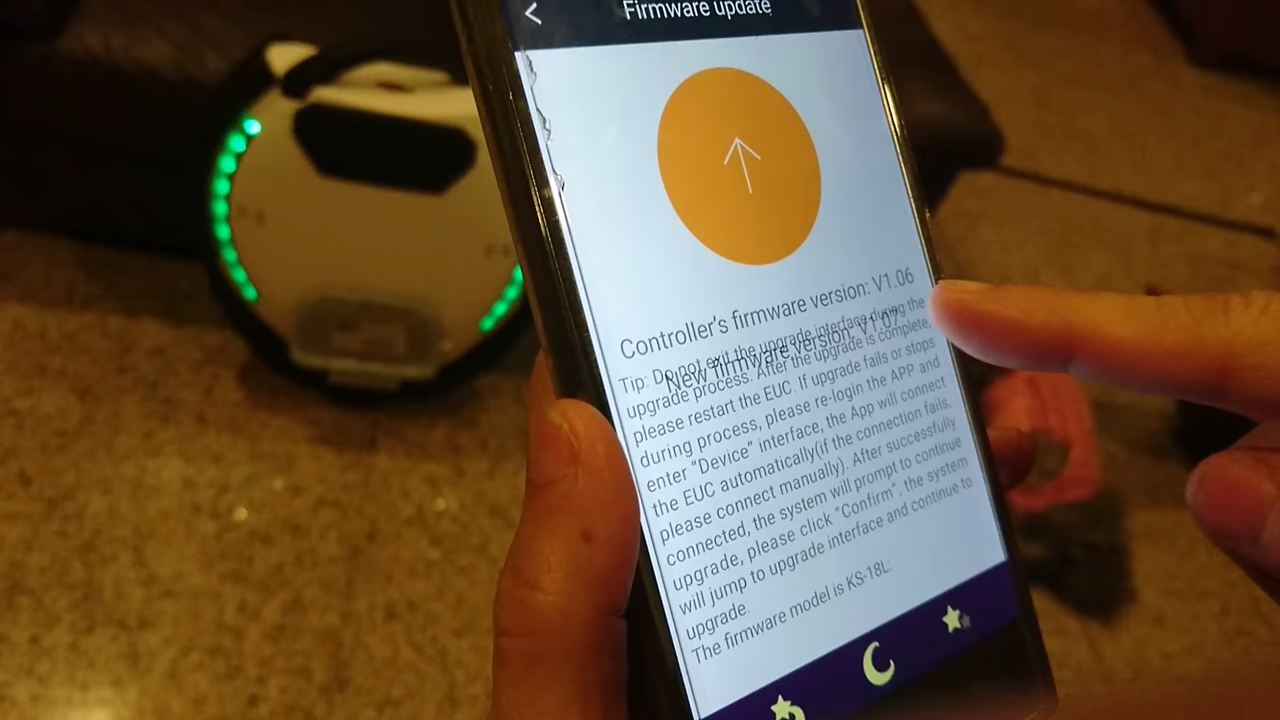 Firmware update
Controller's firmware version: V1.06
New firmware version: V1.07
Tip: Do not exit the upgrade interface during the
upgrade process. After the upgrade is complete,
please restart the EUC. If upgrade fails or stops
during process, please re-login the APP and
enter "Device" interface, the App will connect
the EUC automatically(if the connection fails,
please connect manually). After successfully
connected, the system will prompt to continue
upgrade, please click "Confirm", the system
will jump to upgrade interface and continue to
upgrade.
The firmware model is KS-18L: